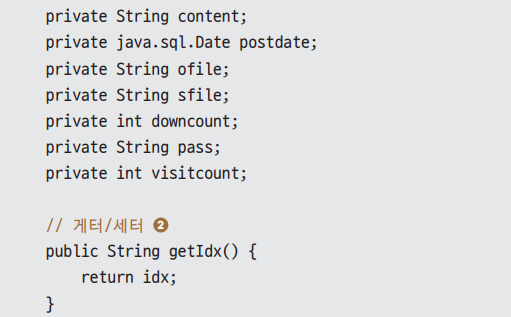 private String content;
private java.sql.Date postdate;
private String ofile;
private String sfile;
private int downcount;
private String pass;
private int visitcount;
// 게터/세터 ❷
public String getIdx() {
return idx;
}